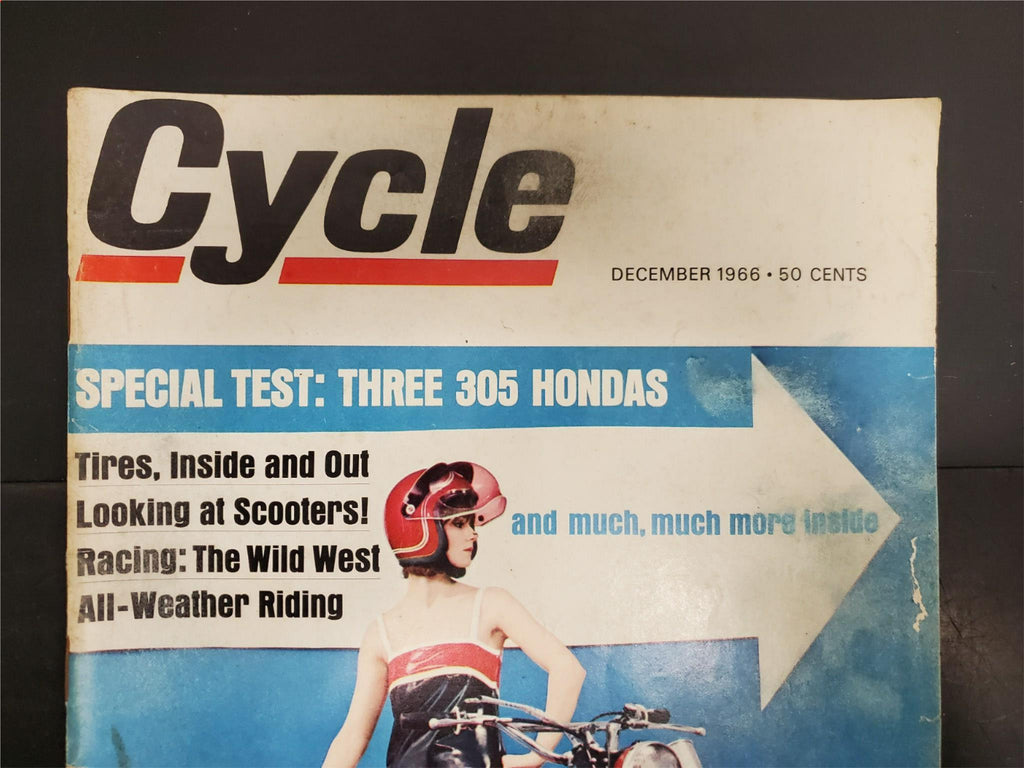 Cycle
DECEMBER 1966 • 50 CENTS
SPECIAL TEST: THREE 305 HONDAS
Tires, Inside and Out
Looking at Scooters!
Racing: The Wild West
All-Weather Riding
and much, much more inside